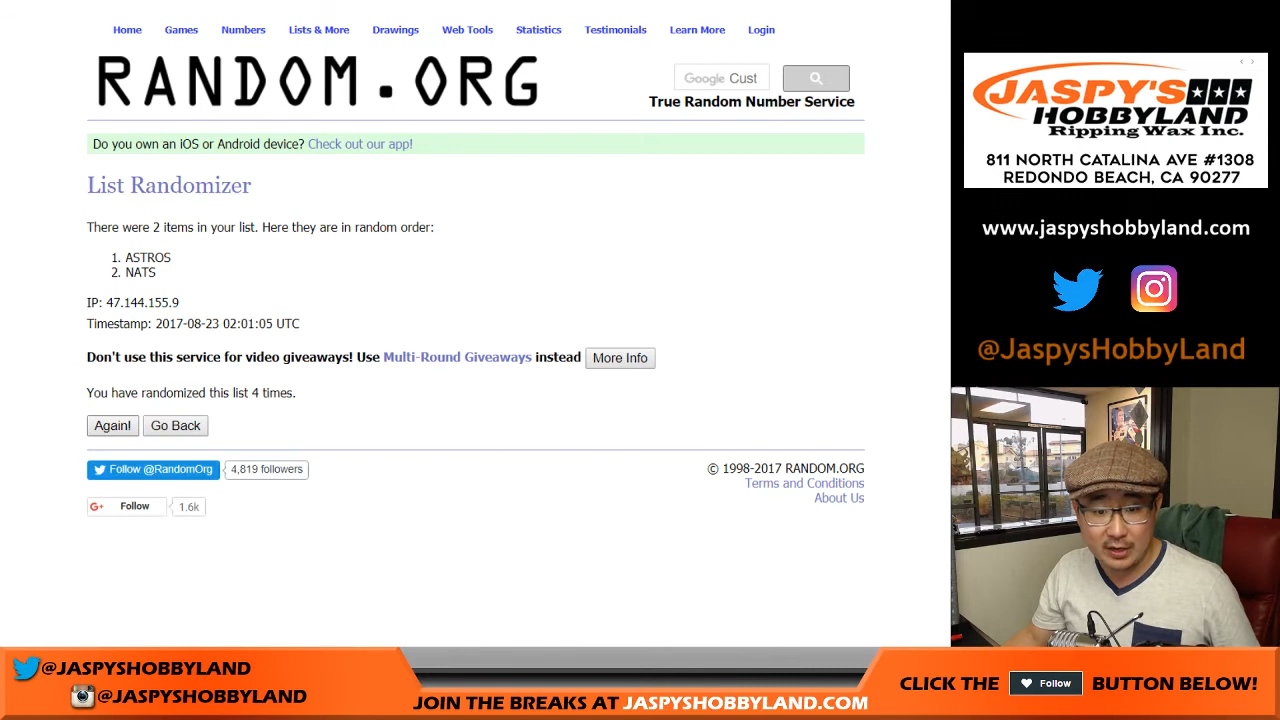 Home Games Numbers Lists & More Drawings Web Tools Statistics Testimonials Learn More Login
RANDOM.ORG
Google Cust
True Random Number Service
Do you own an iOS or Android device? Check out our app!
List Randomizer
There were 2 items in your list. Here they are in random order:
1. ASTROS
2. NATS
IP: 47.144.155.9
Timestamp: 2017-08-23 02:01:05 UTC
Don't use this service for video giveaways! Use Multi-Round Giveaways instead More Info
You have randomized this list 4 times.
Again! Go Back
Follow @RandomOrg 4,819 followers
G+ Follow 1.6k
© 1998-2017 RANDOM.ORG
Terms and Conditions
About Us
JASPY'S
HOBBYLAND
Ripping Wax Inc.
811 NORTH CATALINA AVE #1308
REDONDO BEACH, CA 90277
www.jaspyshobbyland.com
@JaspysHobbyLand
@JASPYSHOBBYLAND
@JASPYSHOBBYLAND
JOIN THE BREAKS AT JASPYSHOBBYLAND.COM
CLICK THE Follow BUTTON BELOW!